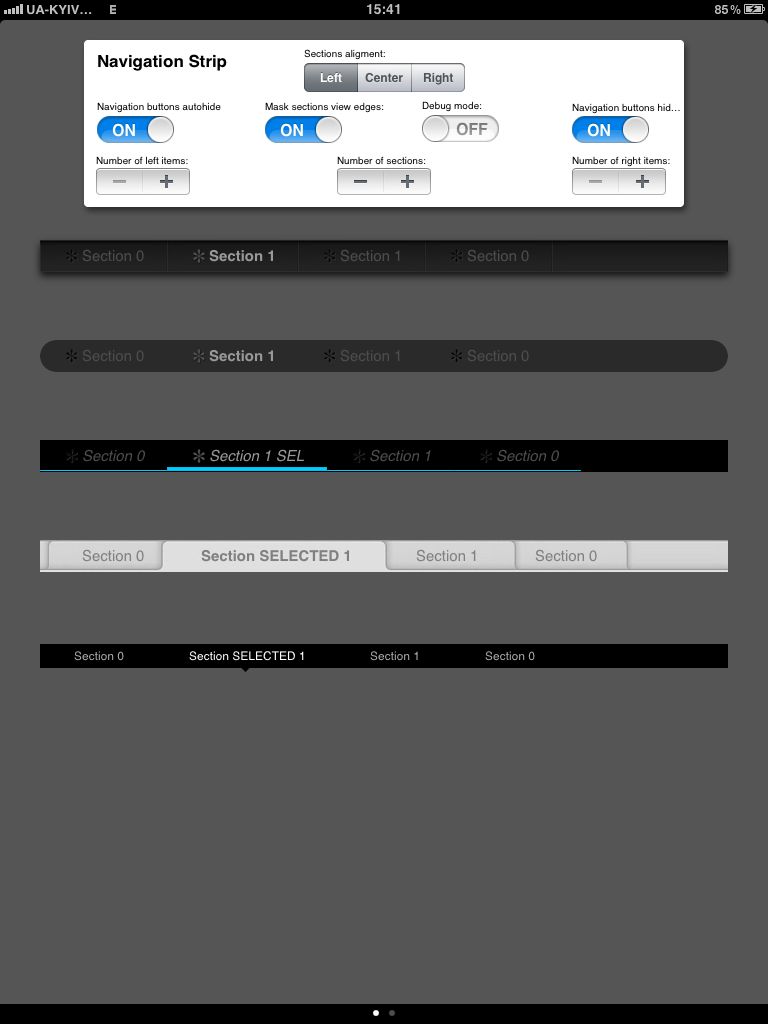 UA-KYIV... E 15:41 85%
Sections aligment:
Navigation Strip
Left Center Right
Navigation buttons autohide Mask sections view edges: Debug mode: Navigation buttons hid...
ON ON OFF ON
Number of left items: Number of sections: Number of right items:
Section 0 Section 1 Section 1 Section 0
Section 0 Section 1 Section 1 Section 0
Section 0 Section 1 SEL Section 1 Section 0
Section 0 Section SELECTED 1 Section 1 Section 0
Section 0 Section SELECTED 1 Section 1 Section 0